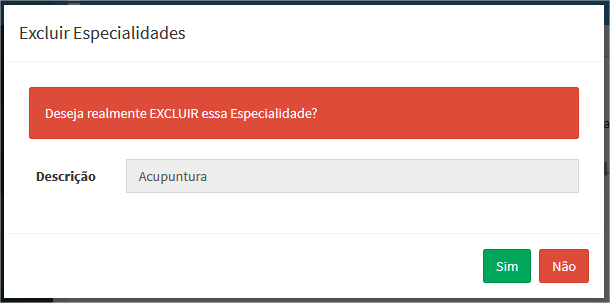 Excluir Especialidades
Deseja realmente EXCLUIR essa Especialidade?
Descrição
Acupuntura
Sim
Não